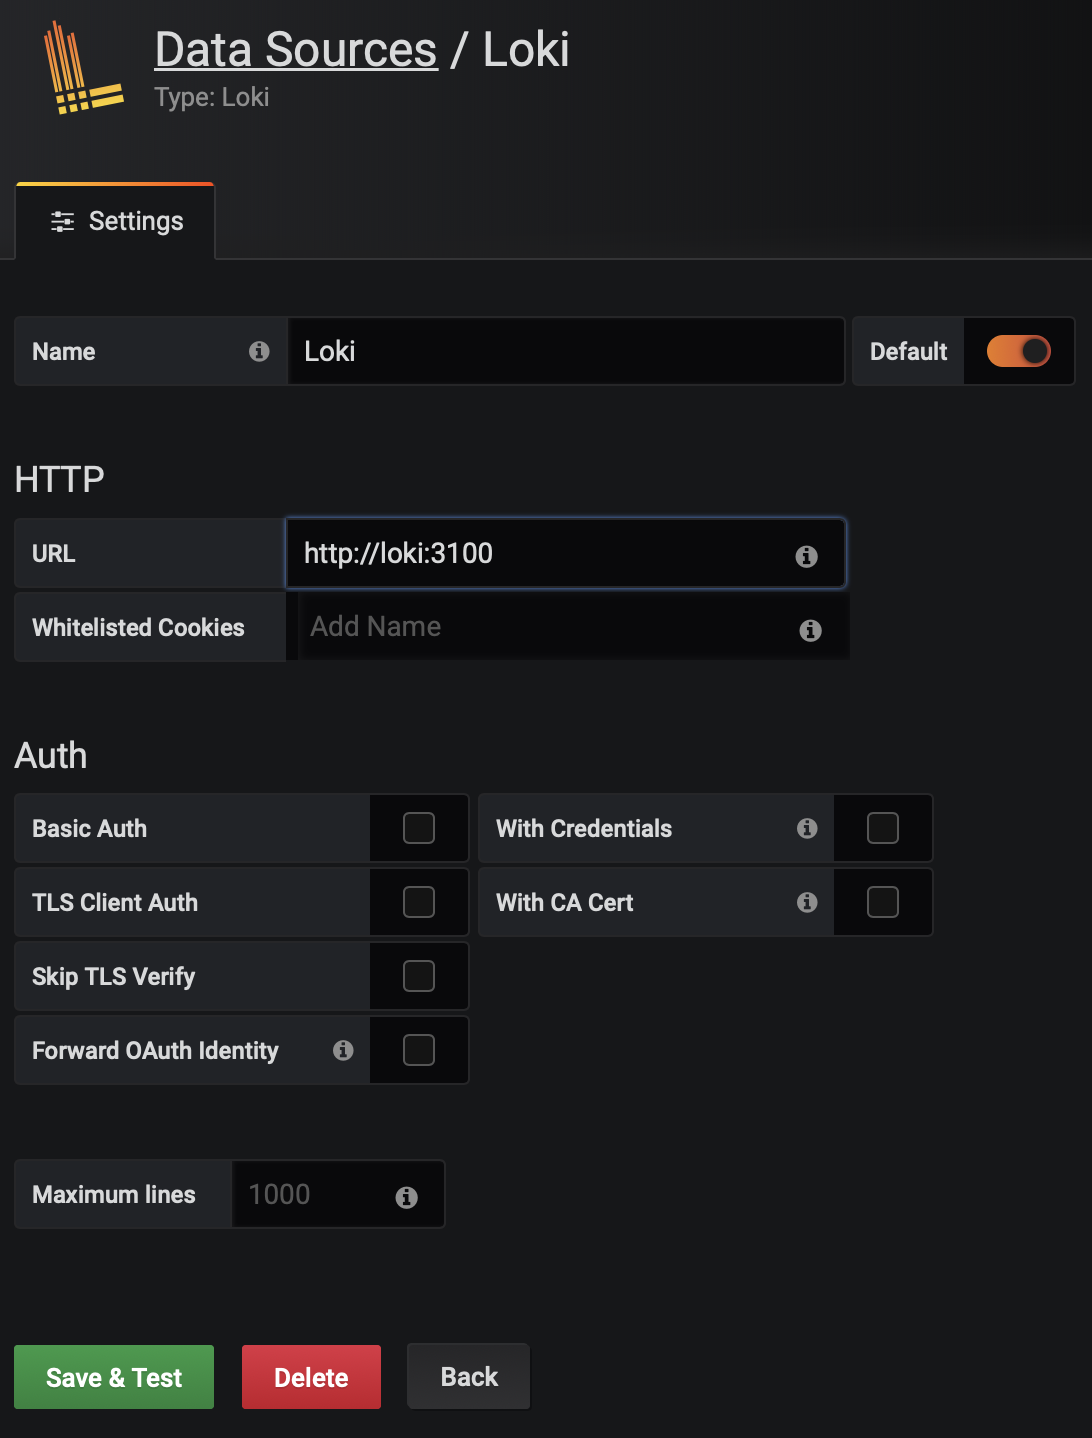 Data Sources / Loki
Type: Loki
Settings
Name
Loki
Default
HTTP
URL
http://loki:3100
Whitelisted Cookies
Add Name
Auth
Basic Auth
With Credentials
TLS Client Auth
With CA Cert
Skip TLS Verify
Forward OAuth Identity
Maximum lines
1000
Save & Test
Delete
Back